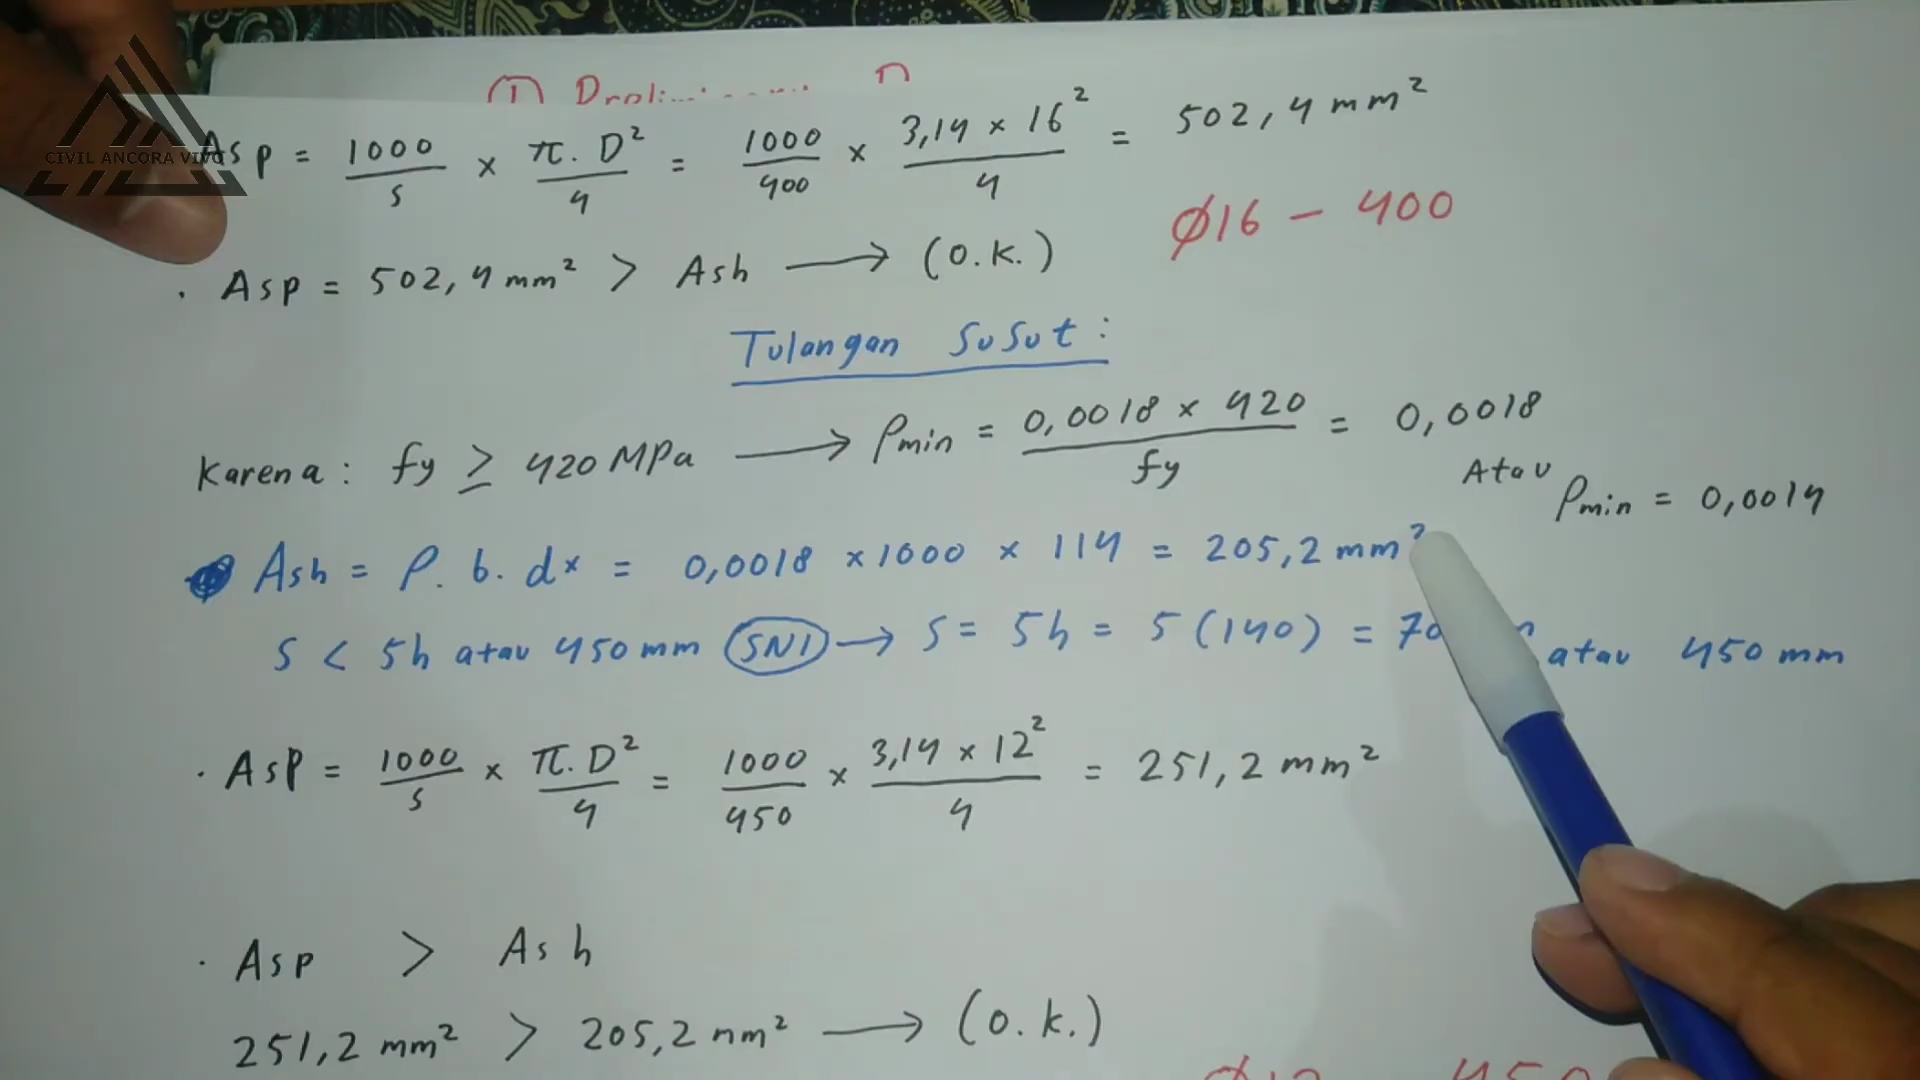 CIVIL ANCORA VIVO
Asp = 1000/s × π. D²/4 = 1000/400 × 3,14 × 16²/4 = 502,4 mm²
Ø16 – 400
. Asp = 502,4 mm² > Ash → (O.K.)
Tulangan Susut :
Karena : fy ≥ 420 MPa → ρmin = 0,0018 × 420/fy = 0,0018
Atau ρmin = 0,0014
Ash = ρ. b. dx = 0,0018 × 1000 × 114 = 205,2 mm²
S < 5h atau 450 mm SNI → S = 5h = 5 (140) = 70 atau 450 mm
. Asp = 1000/s × π. D²/4 = 1000/450 × 3,14 × 12²/4 = 251,2 mm²
. Asp > Ash
251,2 mm² > 205,2 mm² → (O.K.)